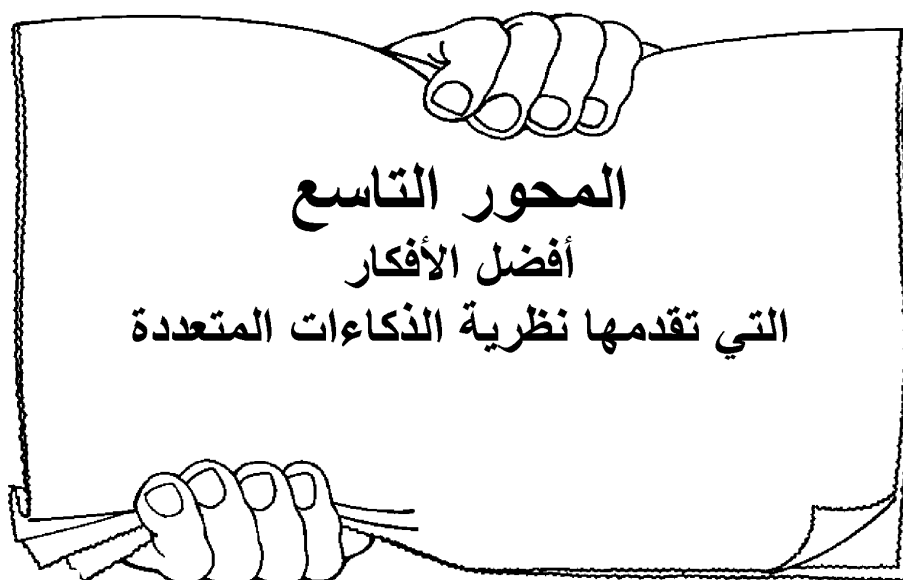 المحور التاسع
أفضل الأفكار
التي تقدمها نظرية الذكاءات المتعددة